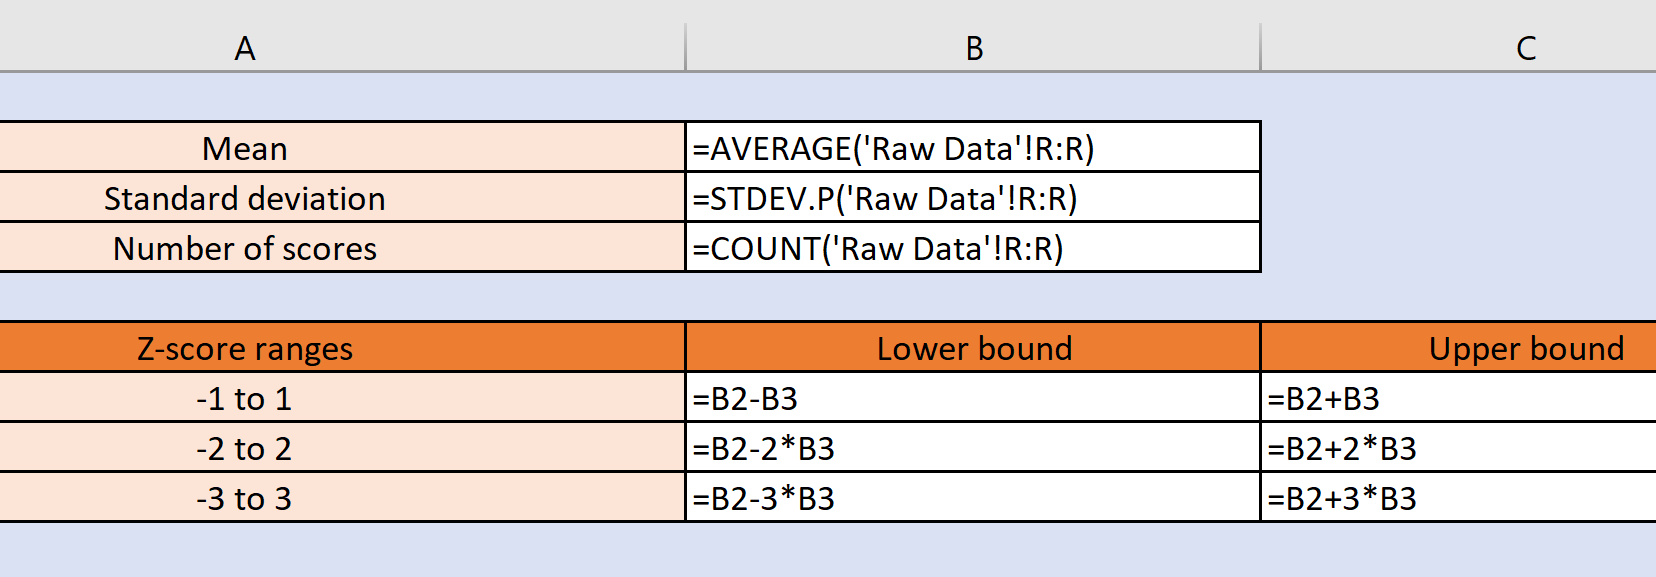 A B C
Mean =AVERAGE('Raw Data'!R:R)
Standard deviation =STDEV.P('Raw Data'!R:R)
Number of scores =COUNT('Raw Data'!R:R)
Z-score ranges Lower bound Upper bound
-1 to 1 =B2-B3 =B2+B3
-2 to 2 =B2-2*B3 =B2+2*B3
-3 to 3 =B2-3*B3 =B2+3*B3